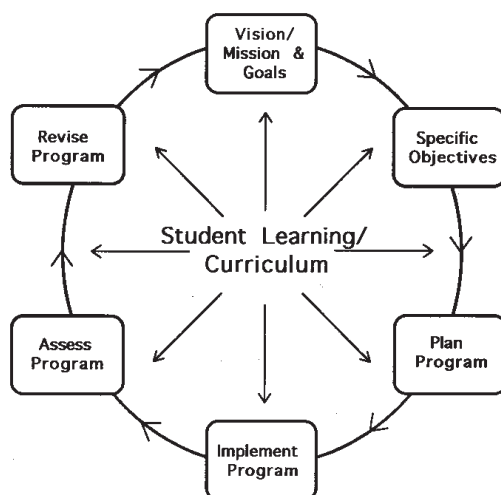 Vision/
Mission &
Goals
Specific
Objectives
Plan
Program
Implement
Program
Assess
Program
Revise
Program
Student Learning/
Curriculum